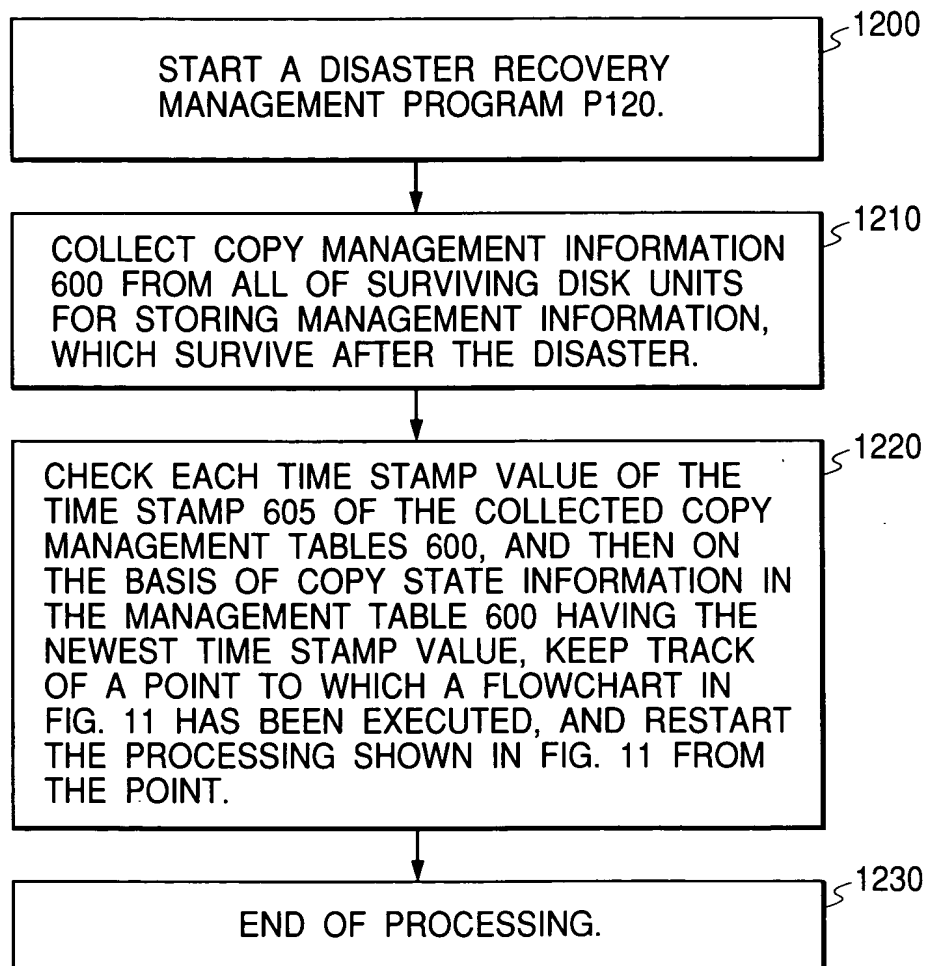 1200
START A DISASTER RECOVERY
MANAGEMENT PROGRAM P120.
1210
COLLECT COPY MANAGEMENT INFORMATION
600 FROM ALL OF SURVIVING DISK UNITS
FOR STORING MANAGEMENT INFORMATION,
WHICH SURVIVE AFTER THE DISASTER.
1220
CHECK EACH TIME STAMP VALUE OF THE
TIME STAMP 605 OF THE COLLECTED COPY
MANAGEMENT TABLES 600, AND THEN ON
THE BASIS OF COPY STATE INFORMATION IN
THE MANAGEMENT TABLE 600 HAVING THE
NEWEST TIME STAMP VALUE, KEEP TRACK
OF A POINT TO WHICH A FLOWCHART IN
FIG. 11 HAS BEEN EXECUTED, AND RESTART
THE PROCESSING SHOWN IN FIG. 11 FROM
THE POINT.
1230
END OF PROCESSING.